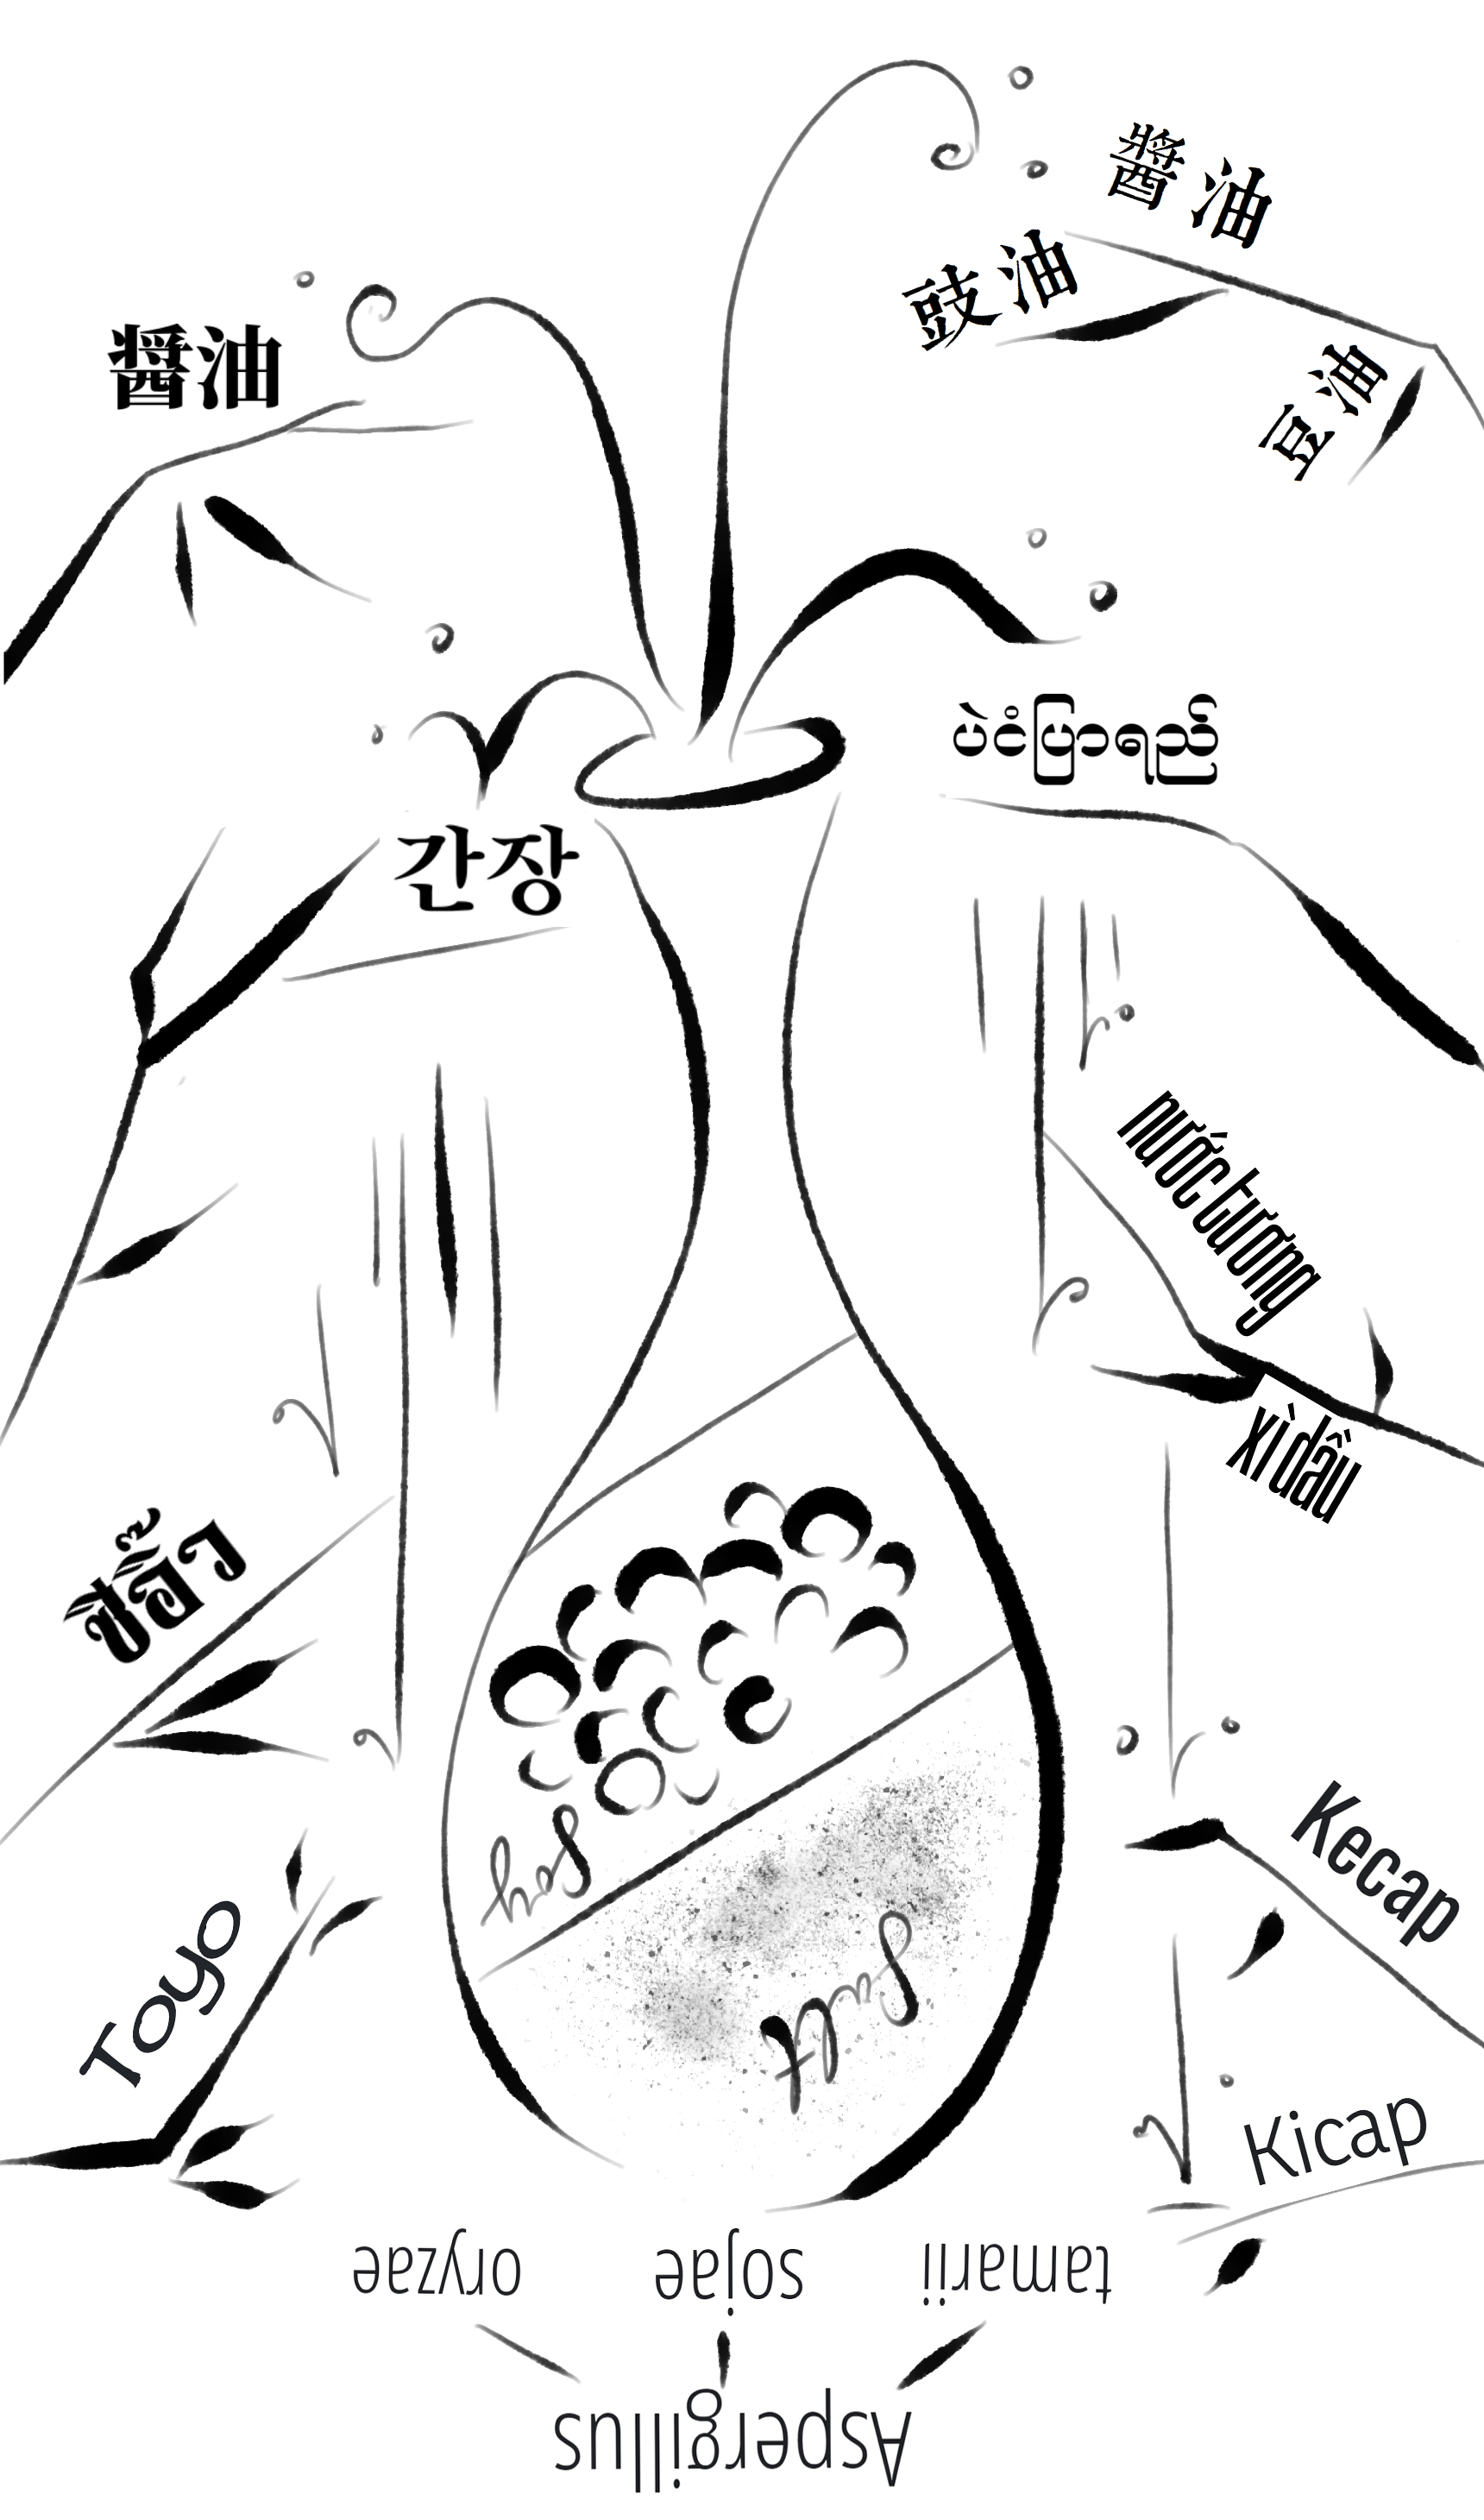 醬油
豉油
豆油
醤油
ပဲငံပြာရည်
간장
nước tương
xì dầu
ซีอิ๊ว
Soy
Kecap
Toyo
Salt
Kicap
oryzae
sojae
tamarii
Aspergillus